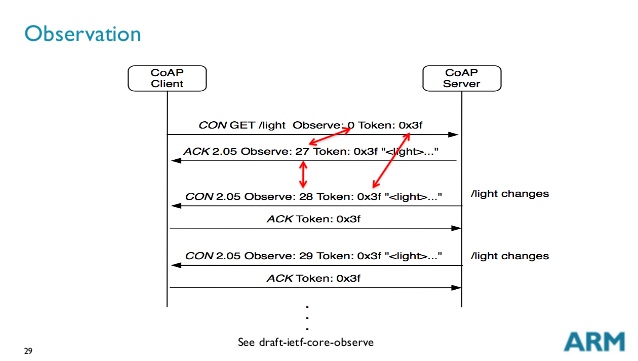 Observation
CoAP
Client
CoAP
Server
CON GET /light Observe: 0 Token: 0x3f
ACK 2.05 Observe: 27 Token: 0x3f "<light>..."
CON 2.05 Observe: 28 Token: 0x3f "<light>..."
/light changes
ACK Token: 0x3f
CON 2.05 Observe: 29 Token: 0x3f "<light>..."
/light changes
ACK Token: 0x3f
See draft-ietf-core-observe
29
ARM